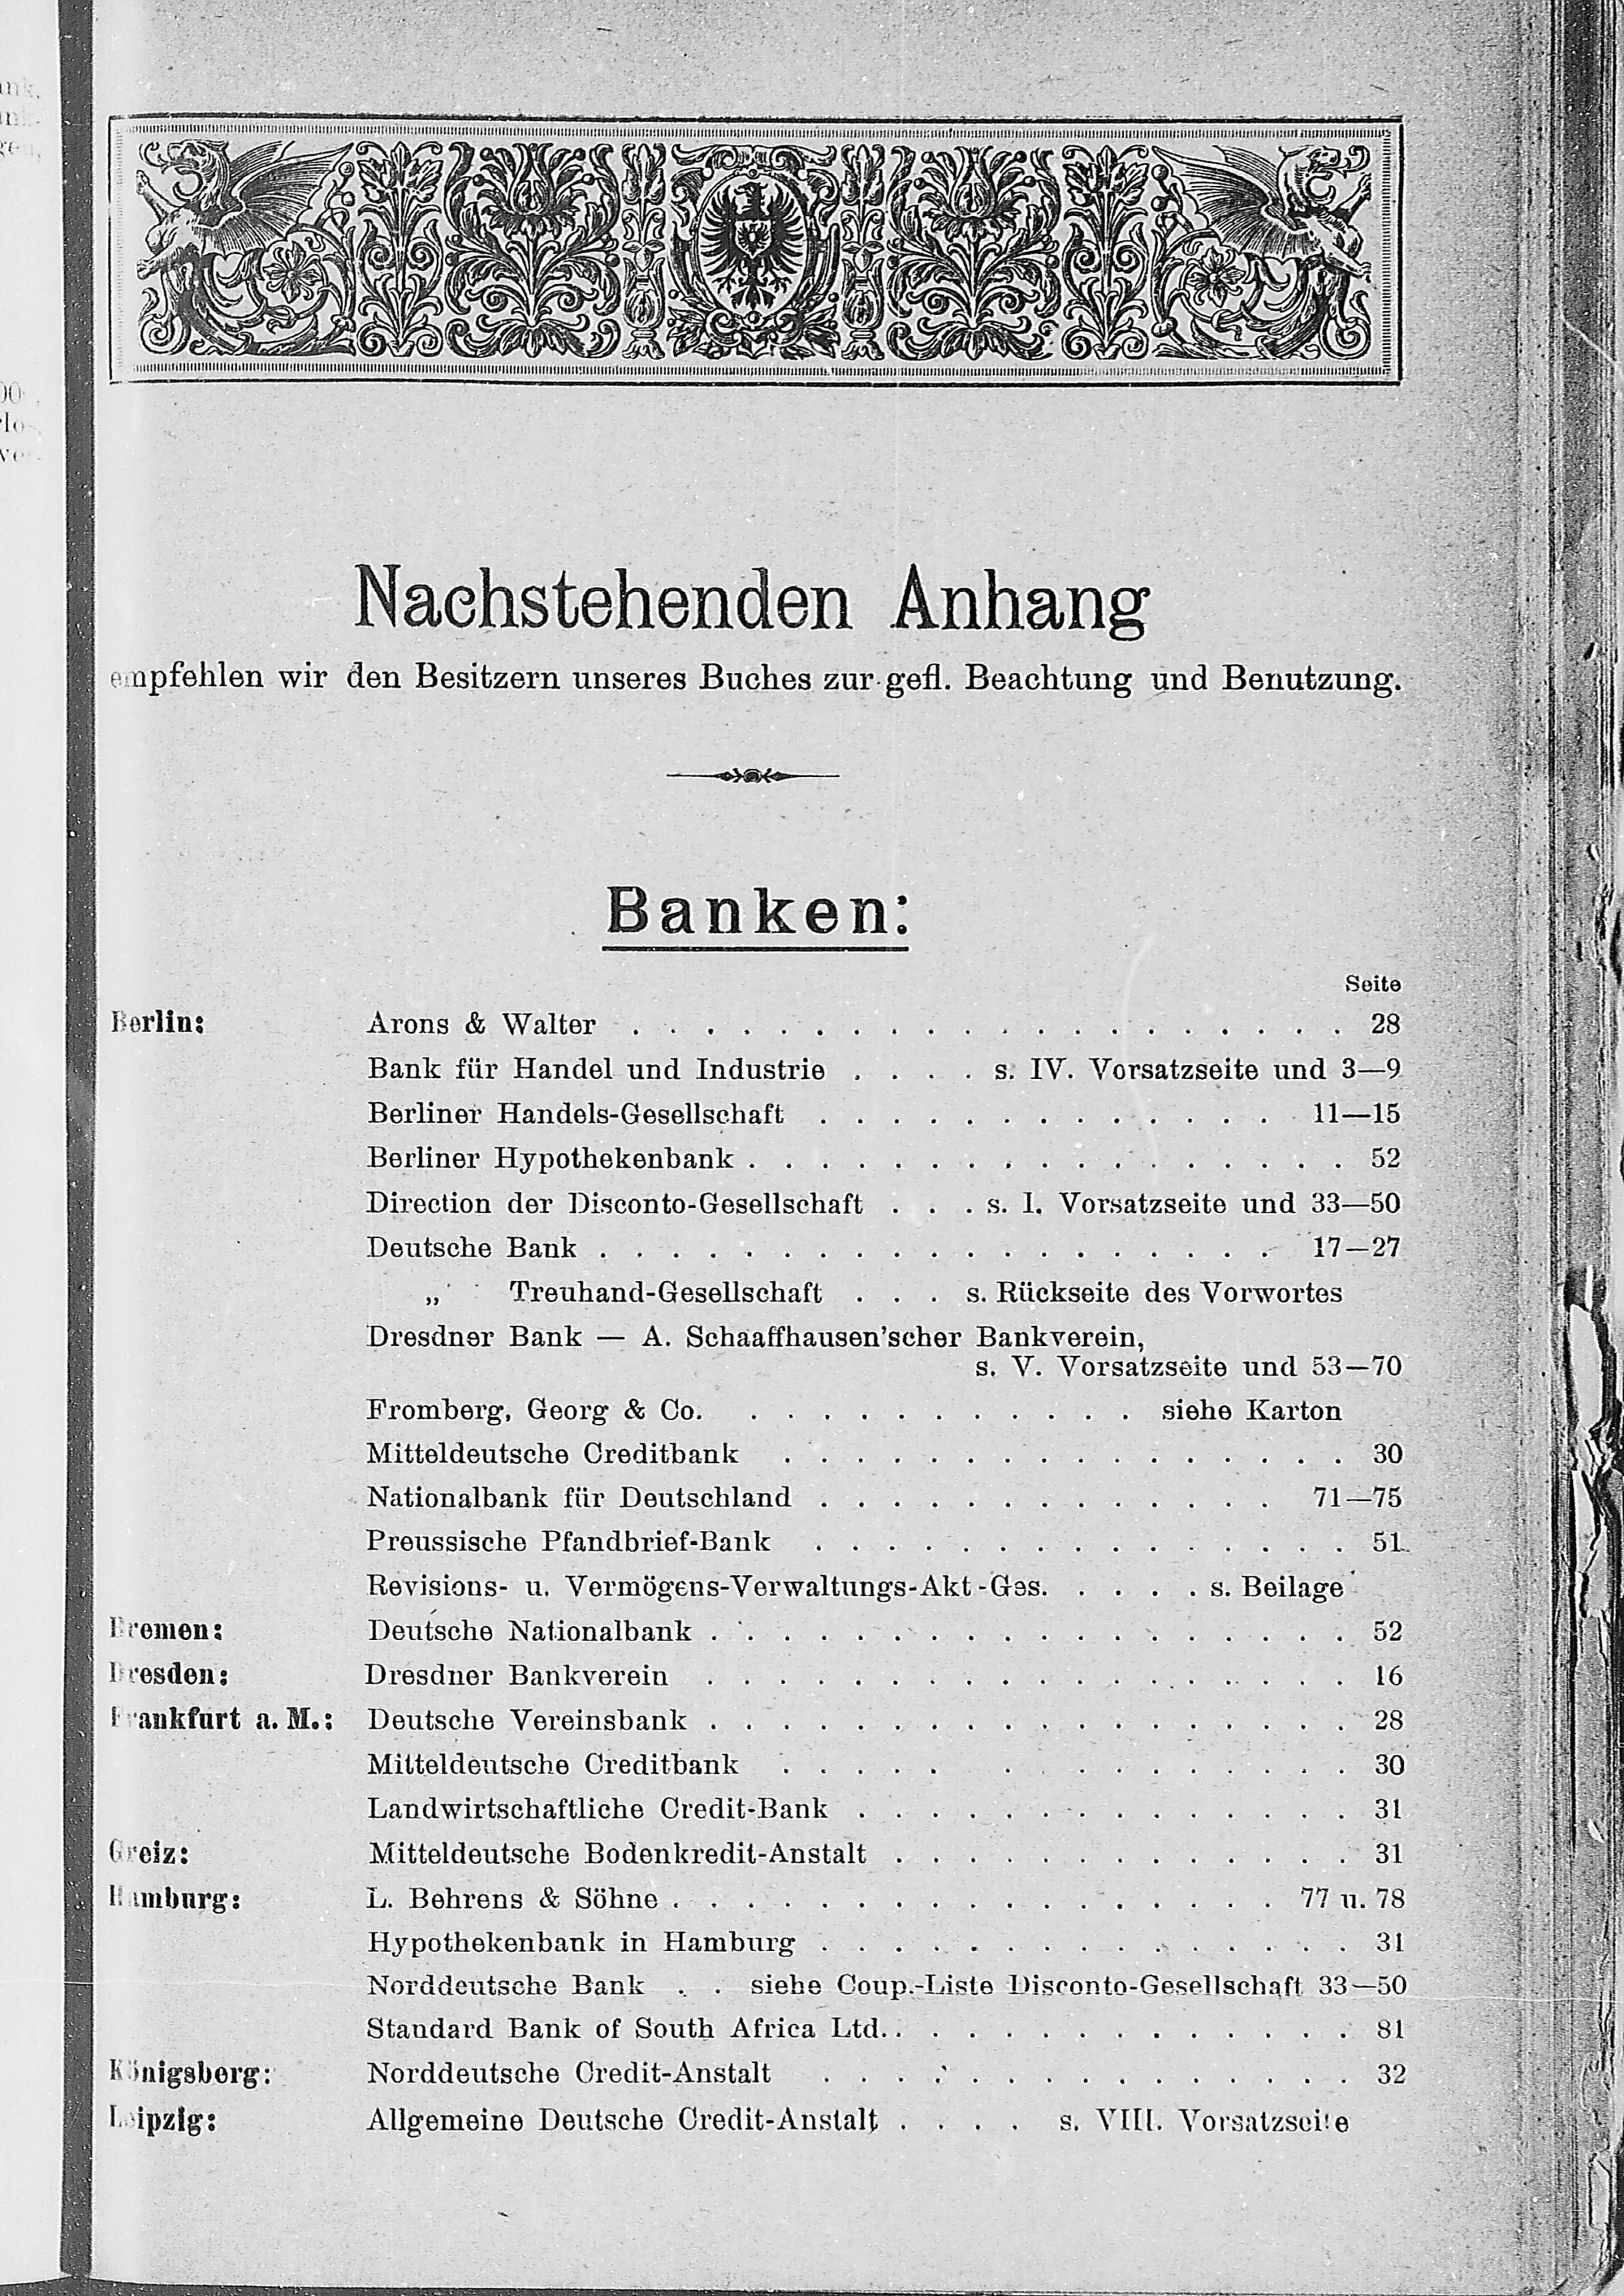 Nachstehenden Anhang
empfehlen wir den Besitzern unseres Buches zur gefl. Beachtung und Benutzung.
Banken:
Seite
Berlin: Arons & Walter . . . . . . . . . . . . . . . . . . . . 28
Bank für Handel und Industrie . . . . s. IV. Vorsatzseite und 3—9
Berliner Handels-Gesellschaft . . . . . . . . . . . . . 11—15
Berliner Hypothekenbank . . . . . . . . . . . . . . . . . 52
Direction der Disconto-Gesellschaft . . . s. I. Vorsatzseite und 33—50
Deutsche Bank . . . . . . . . . . . . . . . . . . . 17—27
„ Treuhand-Gesellschaft . . . s. Rückseite des Vorwortes
Dresdner Bank — A. Schaaffhausen'scher Bankverein,
s. V. Vorsatzseite und 53—70
Fromberg, Georg & Co. . . . . . . . . . . . siehe Karton
Mitteldeutsche Creditbank . . . . . . . . . . . . . . . . 30
Nationalbank für Deutschland . . . . . . . . . . . . . 71—75
Preussische Pfandbrief-Bank . . . . . . . . . . . . . . . 51
Revisions- u. Vermögens-Verwaltungs-Akt-Ges. . . . . s. Beilage
Bremen: Deutsche Nationalbank . . . . . . . . . . . . . . . . . . 52
Dresden: Dresdner Bankverein . . . . . . . . . . . . . . . . . . 16
Frankfurt a. M.: Deutsche Vereinsbank . . . . . . . . . . . . . . . . . . 28
Mitteldeutsche Creditbank . . . . . . . . . . . . . . . 30
Landwirtschaftliche Credit-Bank . . . . . . . . . . . . . . 31
Greiz: Mitteldeutsche Bodenkredit-Anstalt . . . . . . . . . . . . . 31
Hamburg: L. Behrens & Söhne . . . . . . . . . . . . . . . . . 77 u. 78
Hypothekenbank in Hamburg . . . . . . . . . . . . . . . 31
Norddeutsche Bank . . siehe Coup.-Liste Disconto-Gesellschaft 33—50
Standard Bank of South Africa Ltd. . . . . . . . . . . . . . 81
Königsberg: Norddeutsche Credit-Anstalt . . . . . . . . . . . . . . . 32
Leipzig: Allgemeine Deutsche Credit-Anstalt . . . . s. VIII. Vorsatzseite